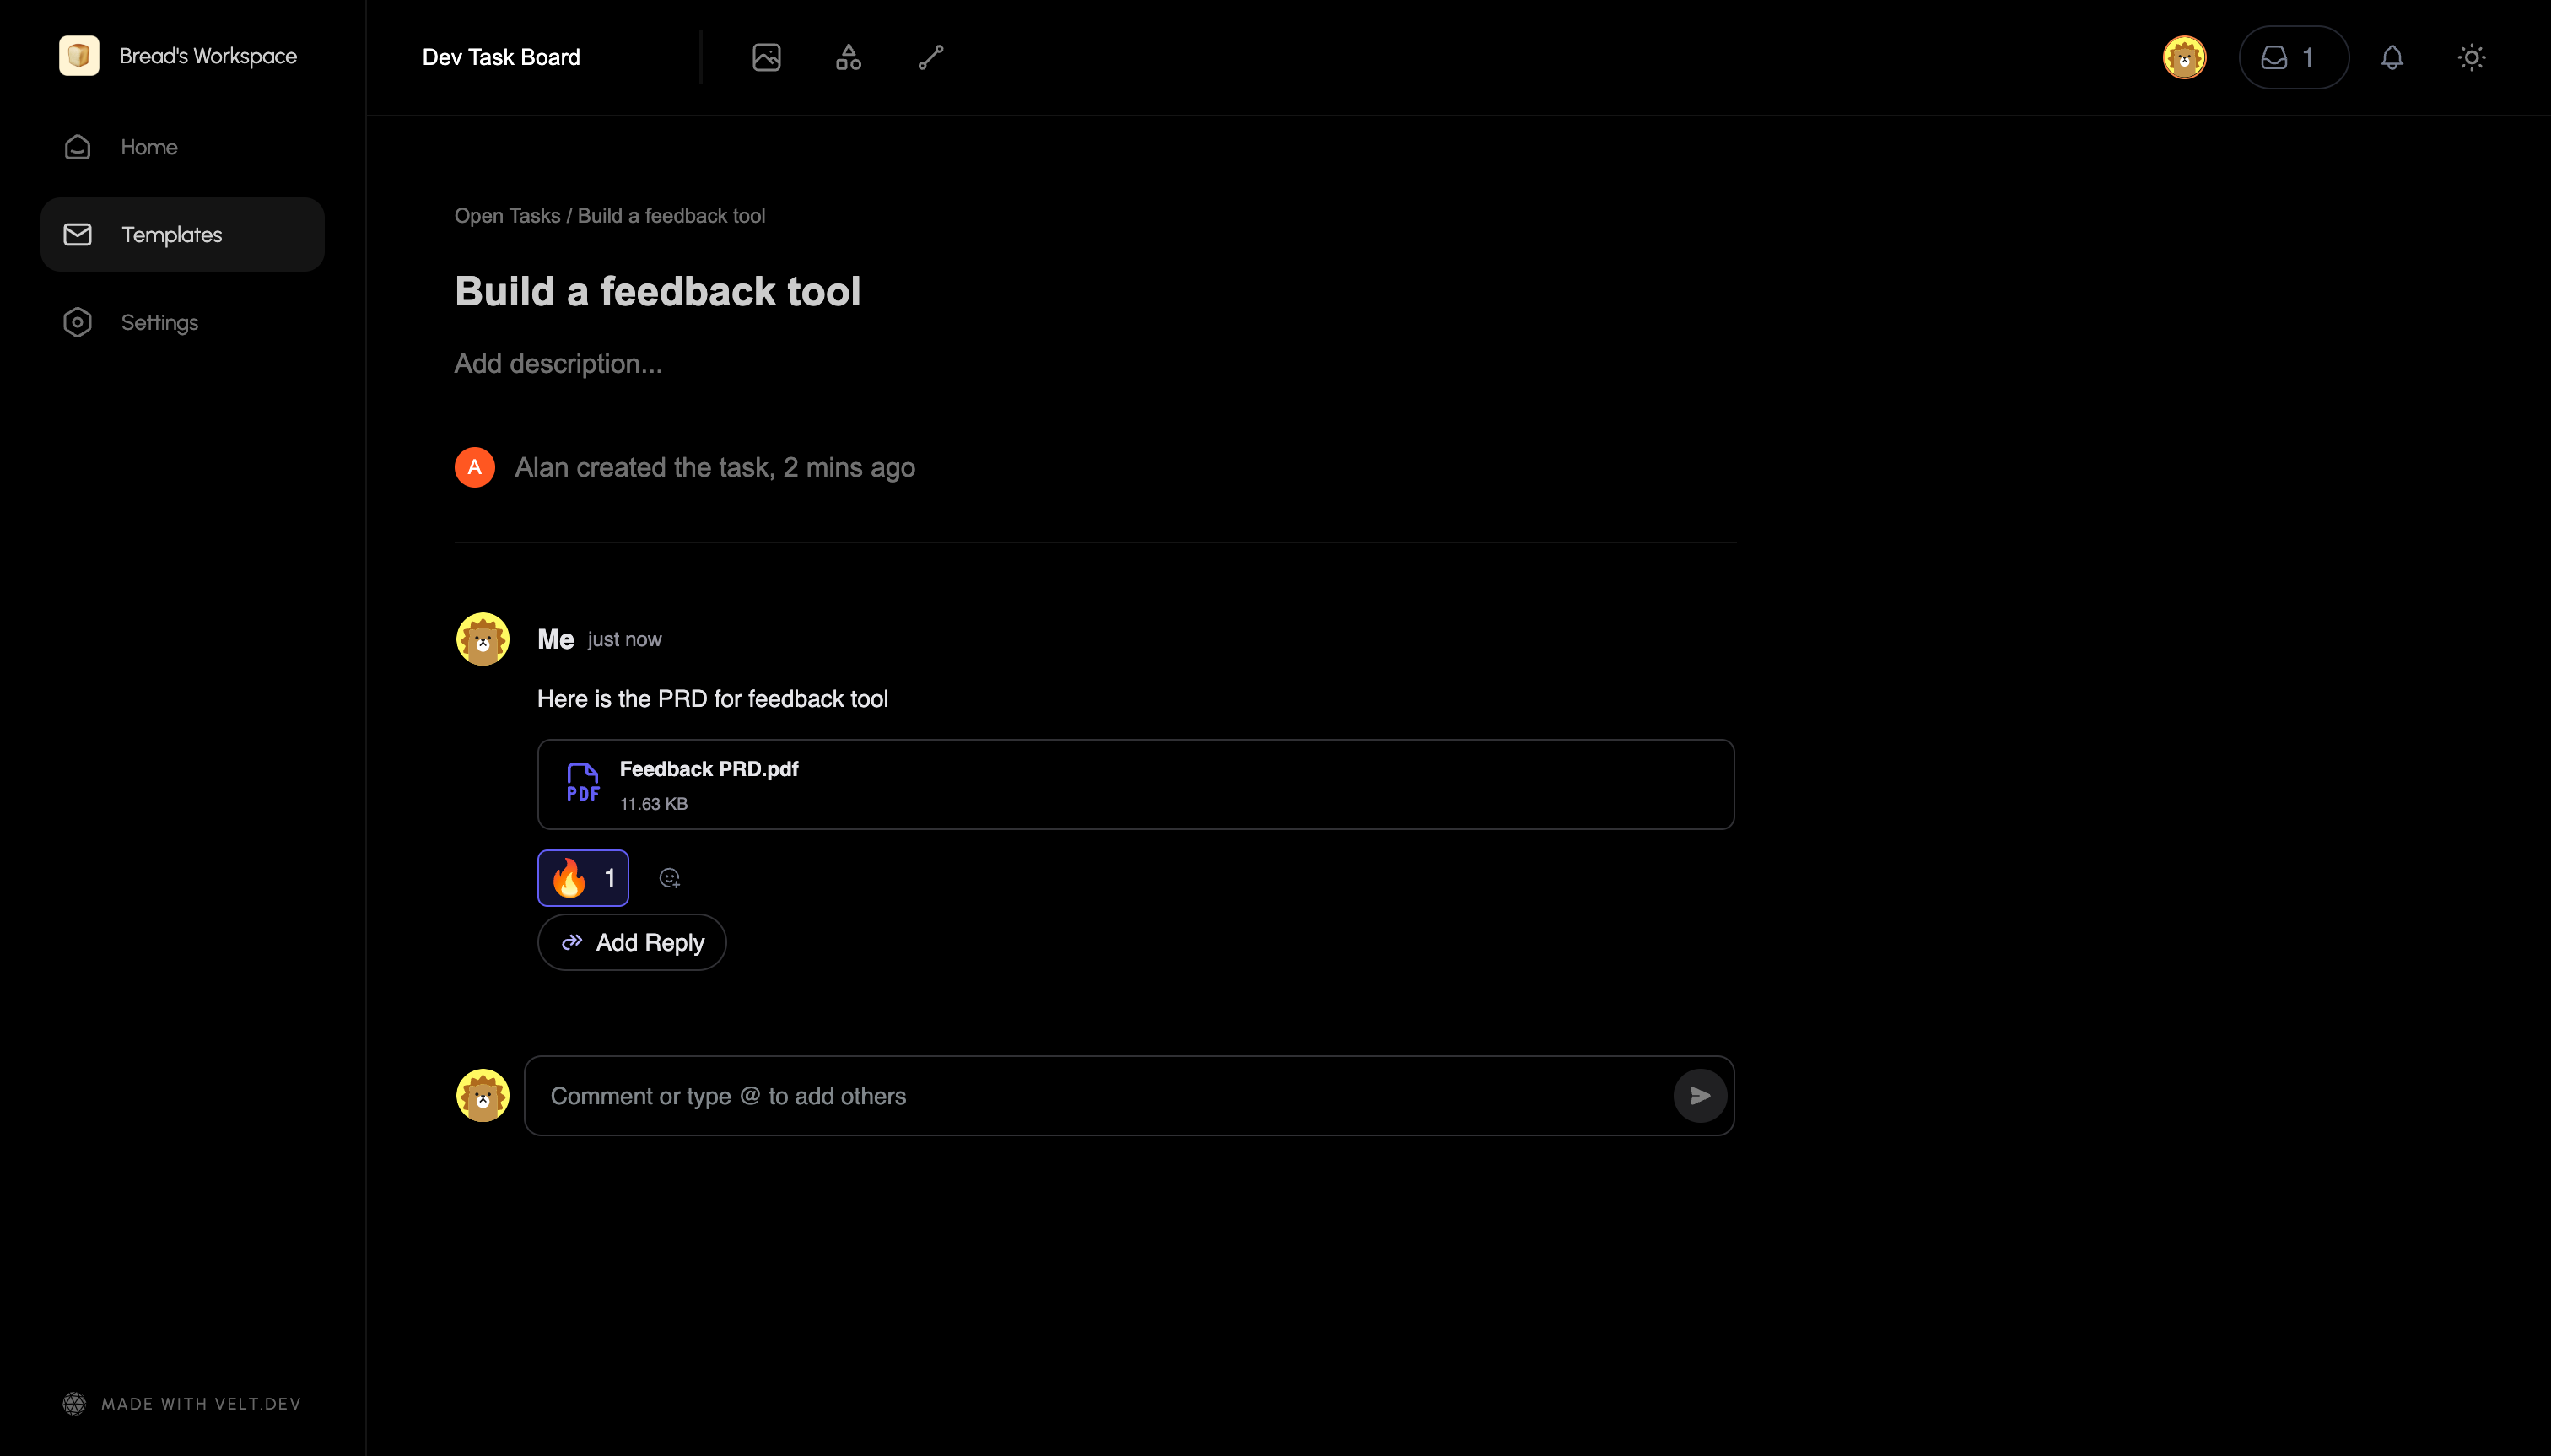 Bread's Workspace
Home
Templates
Settings
MADE WITH VELT.DEV
Dev Task Board
1
Open Tasks / Build a feedback tool
Build a feedback tool
Add description...
A
Alan created the task, 2 mins ago
Me just now
Here is the PRD for feedback tool
PDF
Feedback PRD.pdf
11.63 KB
🔥 1
Add Reply
Comment or type @ to add others